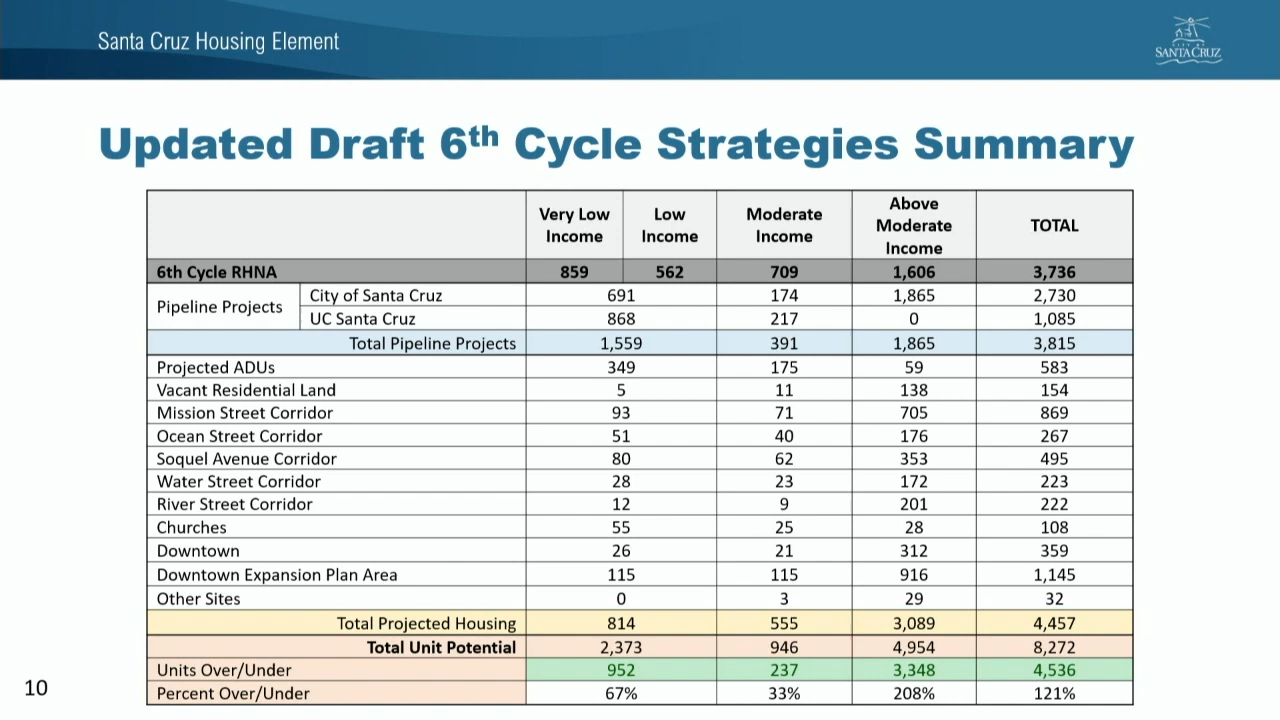 Santa Cruz Housing Element
CITY OF
SANTA CRUZ
Updated Draft 6th Cycle Strategies Summary
Very Low Income Low Income Moderate Income Above Moderate Income TOTAL
6th Cycle RHNA 859 562 709 1,606 3,736
Pipeline Projects City of Santa Cruz 691 174 1,865 2,730
UC Santa Cruz 868 217 0 1,085
Total Pipeline Projects 1,559 391 1,865 3,815
Projected ADUs 349 175 59 583
Vacant Residential Land 5 11 138 154
Mission Street Corridor 93 71 705 869
Ocean Street Corridor 51 40 176 267
Soquel Avenue Corridor 80 62 353 495
Water Street Corridor 28 23 172 223
River Street Corridor 12 9 201 222
Churches 55 25 28 108
Downtown 26 21 312 359
Downtown Expansion Plan Area 115 115 916 1,145
Other Sites 0 3 29 32
Total Projected Housing 814 555 3,089 4,457
Total Unit Potential 2,373 946 4,954 8,272
Units Over/Under 952 237 3,348 4,536
Percent Over/Under 67% 33% 208% 121%
10